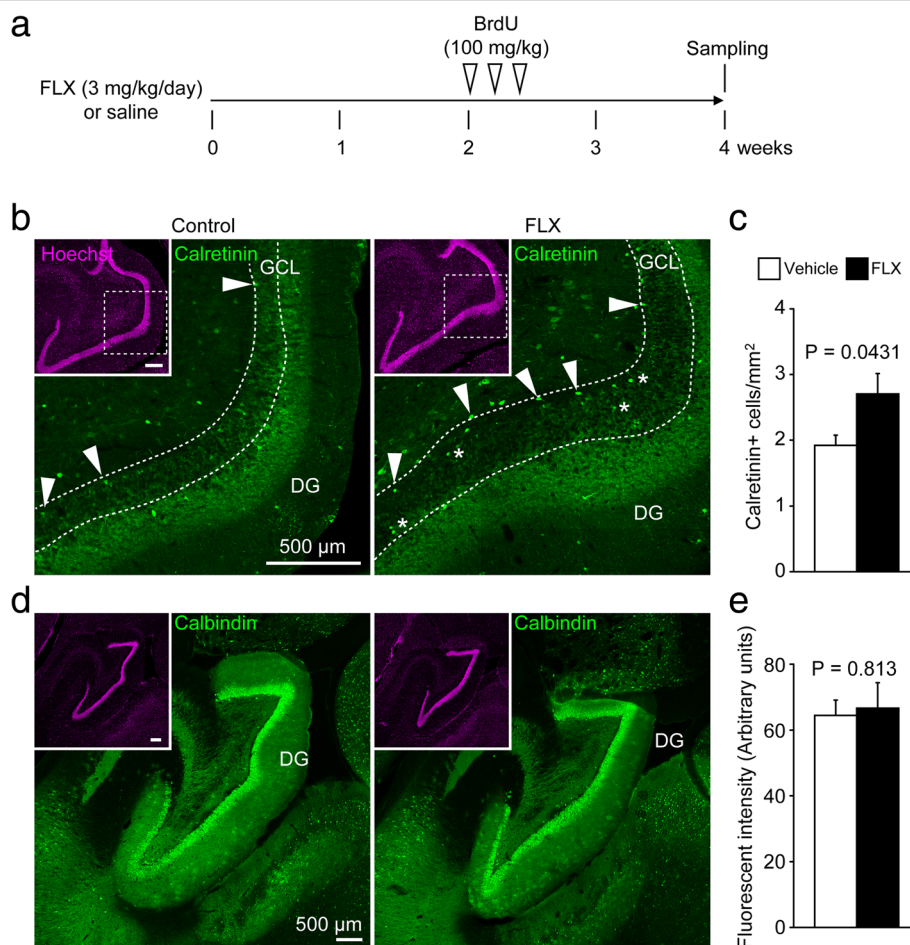 a
BrdU
(100 mg/kg)
Sampling
FLX (3 mg/kg/day)
or saline
0 1 2 3 4 weeks
b
Control
FLX
Hoechst
Calretinin
GCL
DG
500 µm
Calretinin
GCL
*
*
*
*
DG
c
Vehicle FLX
Calretinin+ cells/mm²
4
3
2
1
0
P = 0.0431
d
Calbindin
DG
500 µm
Calbindin
DG
e
Fluorescent intensity (Arbitrary units)
80
60
40
20
0
P = 0.813